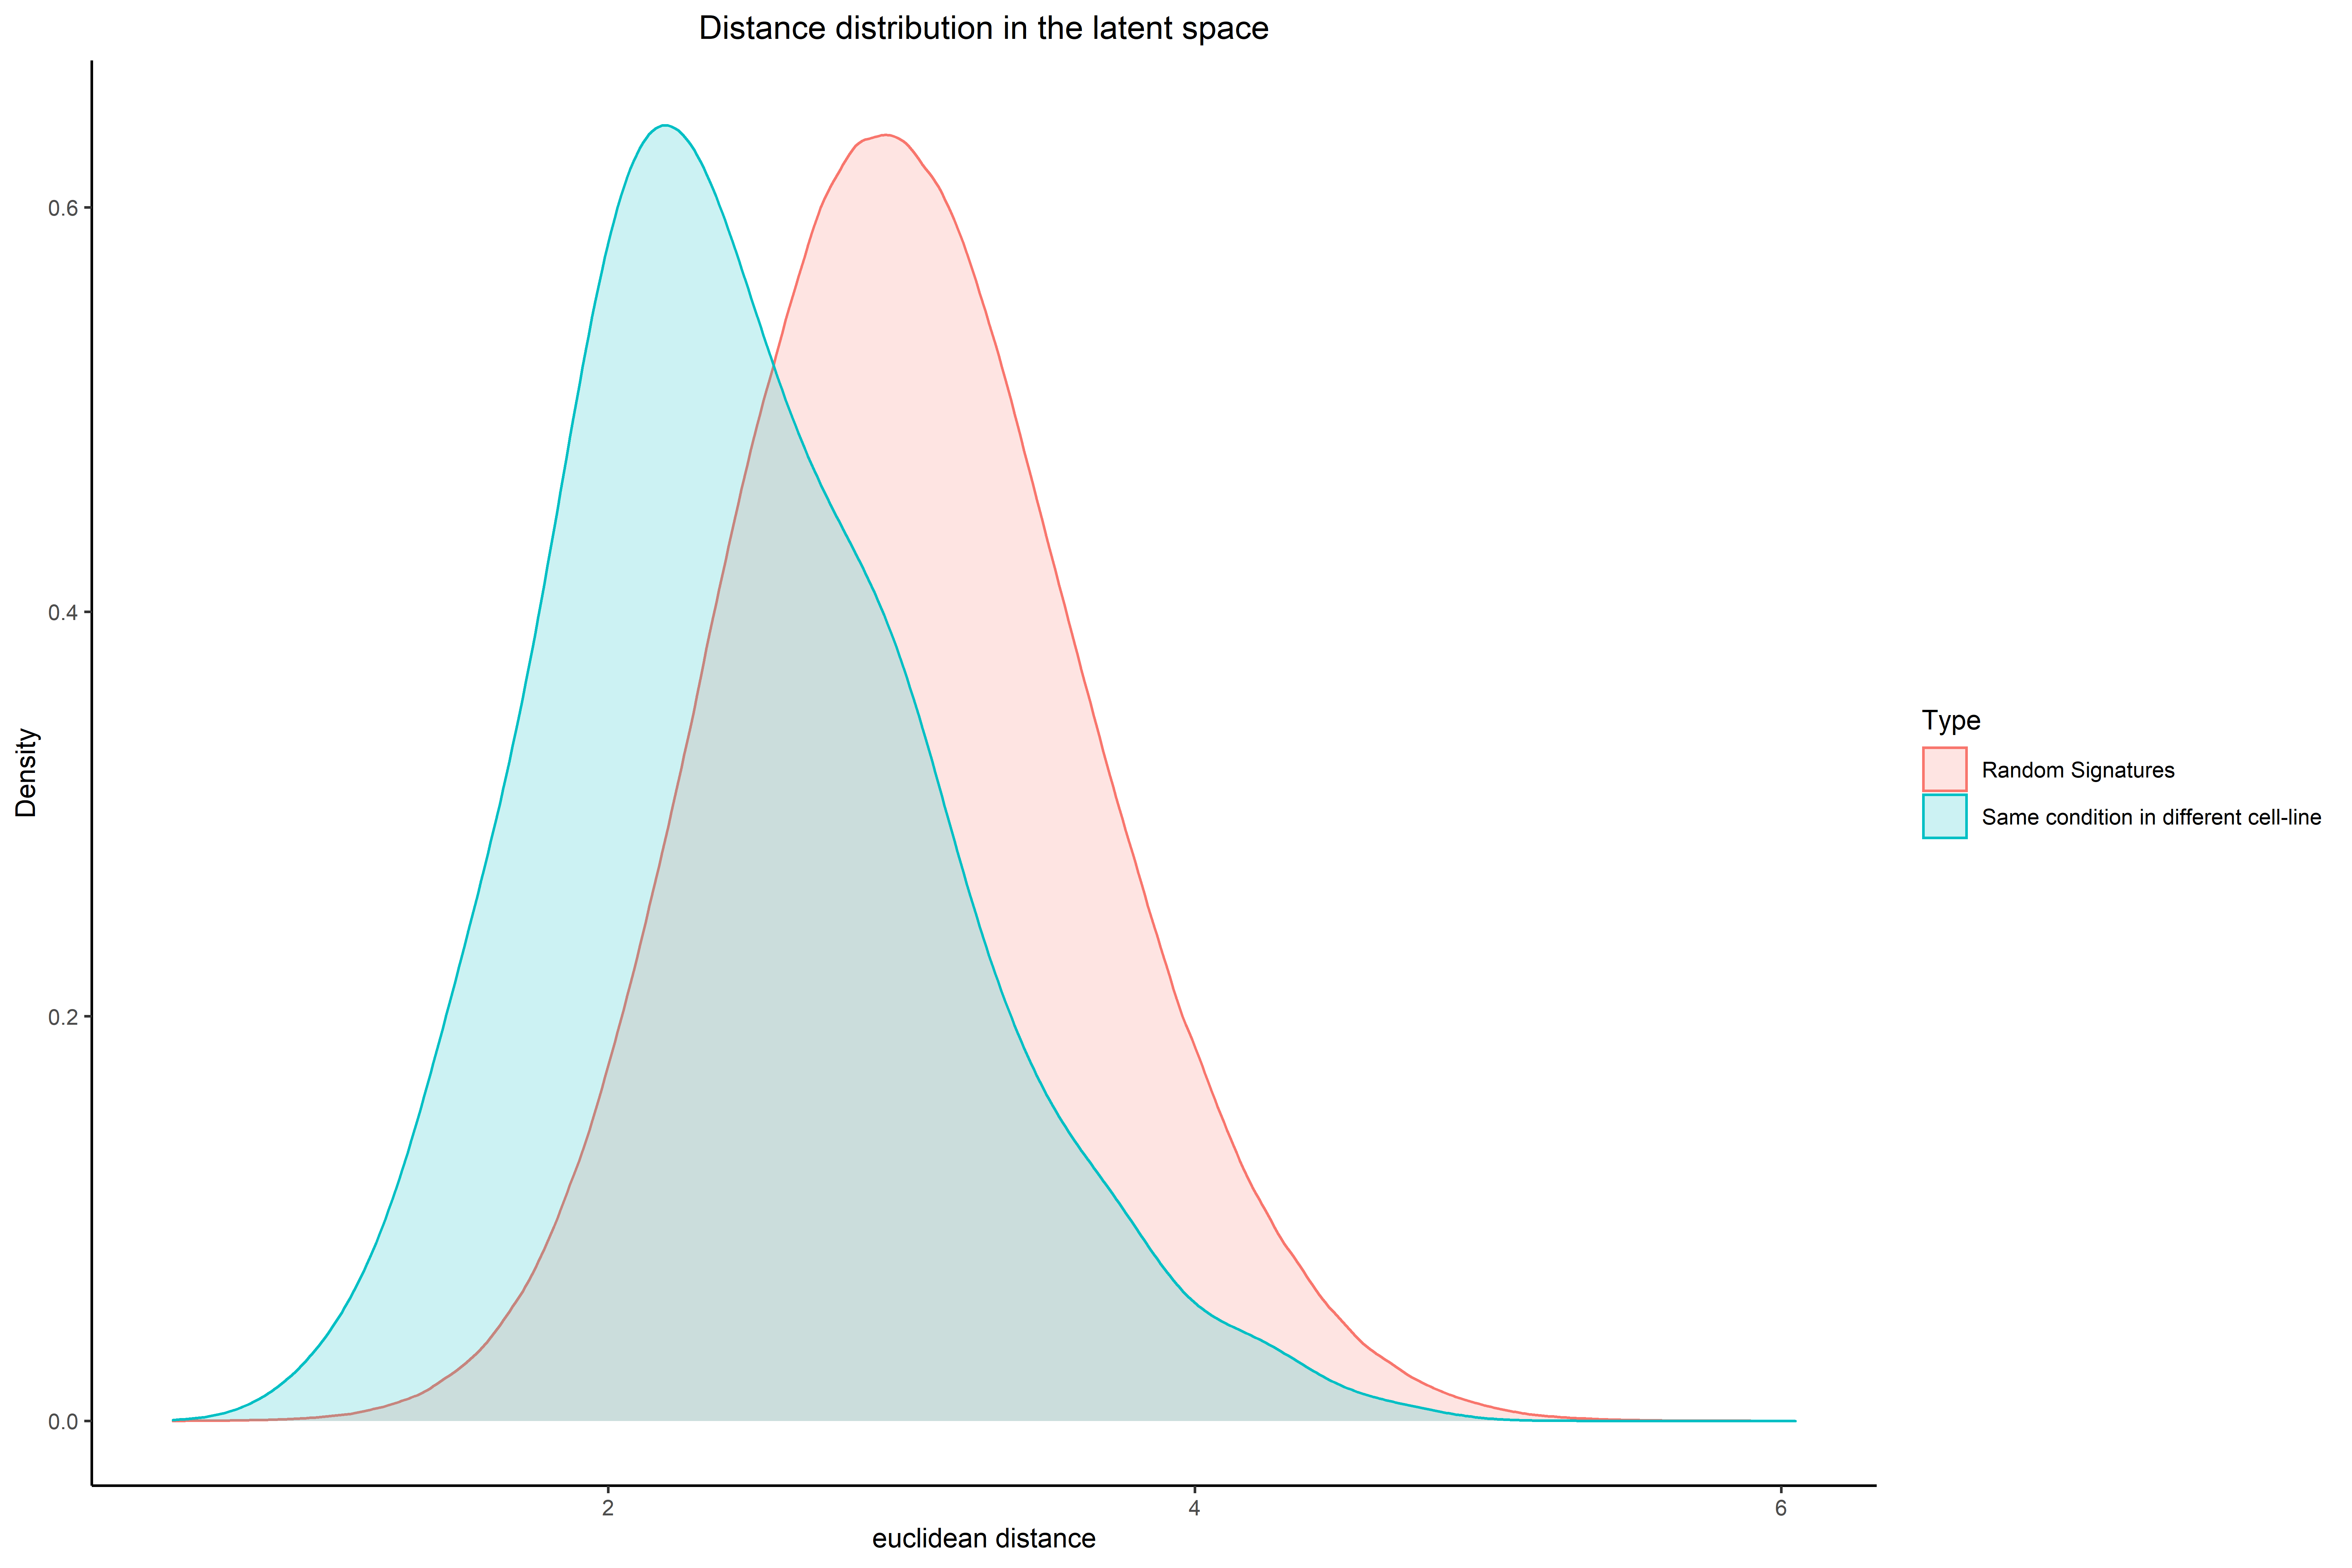 Distance distribution in the latent space
Density
0.6
0.4
0.2
0.0
2
4
6
euclidean distance
Type
Random Signatures
Same condition in different cell-line